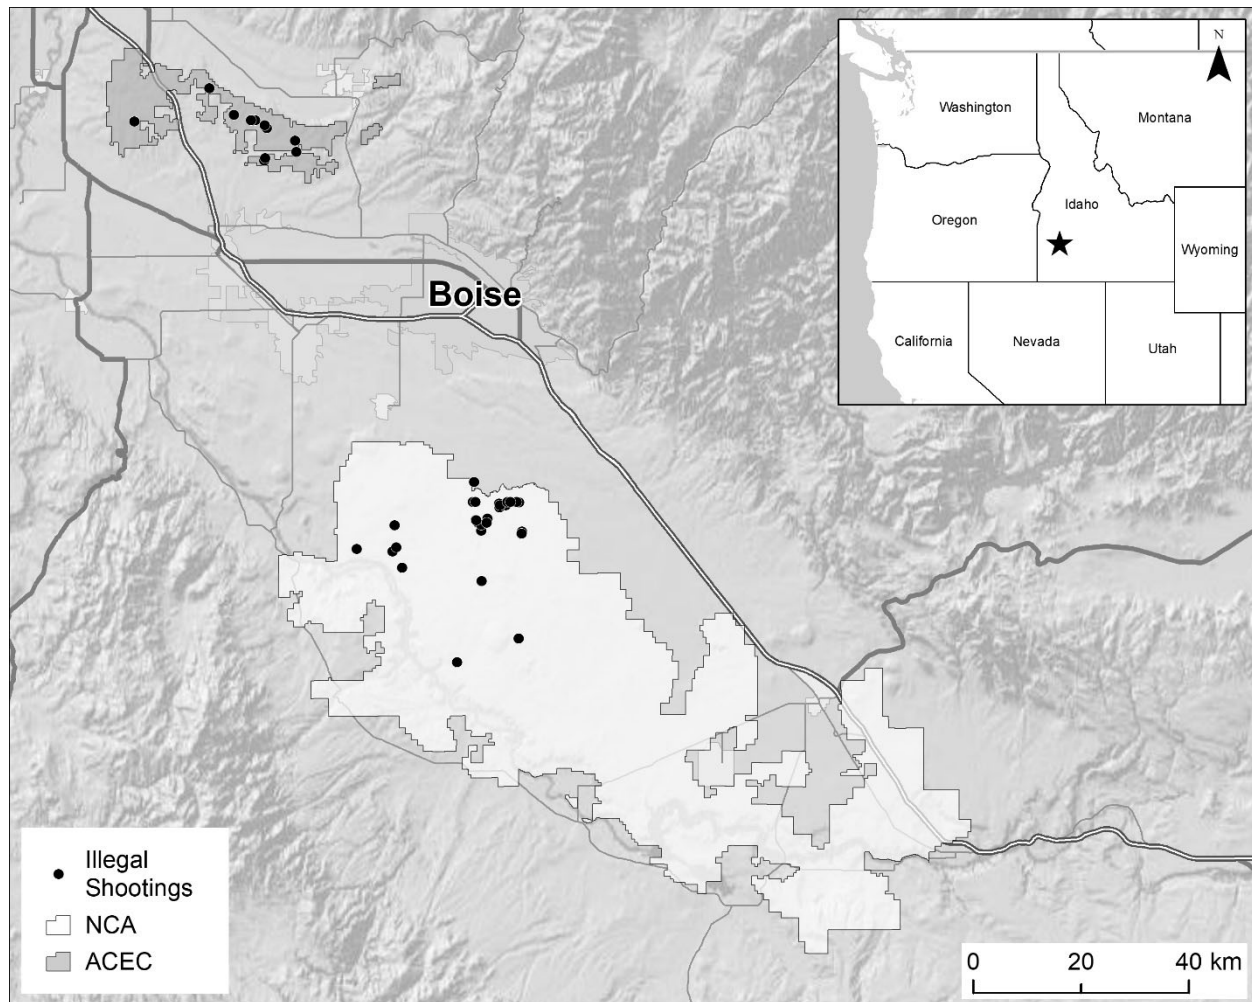 N
Washington
Montana
Oregon
Idaho
Wyoming
California
Nevada
Utah
Boise
Illegal
Shootings
NCA
ACEC
0 20 40 km